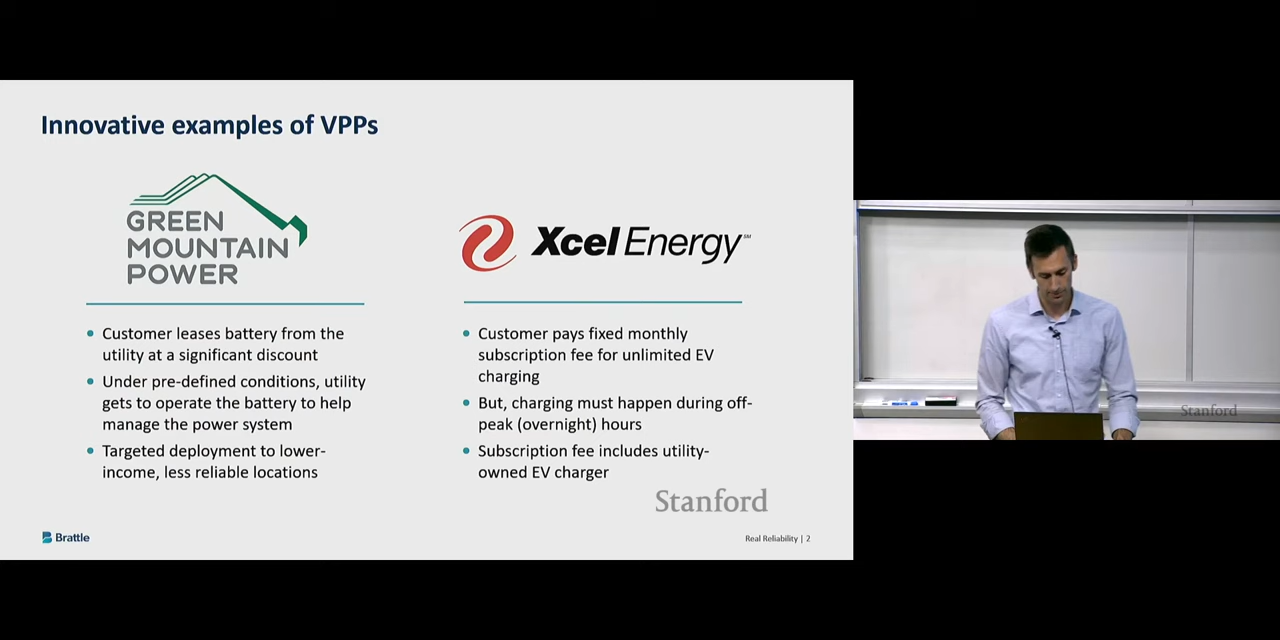 Innovative examples of VPPs
GREEN
MOUNTAIN
POWER
• Customer leases battery from the
utility at a significant discount
• Under pre-defined conditions, utility
gets to operate the battery to help
manage the power system
• Targeted deployment to lower-
income, less reliable locations
Xcel Energy℠
• Customer pays fixed monthly
subscription fee for unlimited EV
charging
• But, charging must happen during off-
peak (overnight) hours
• Subscription fee includes utility-
owned EV charger
Stanford
Brattle
Real Reliability | 2
Stanford